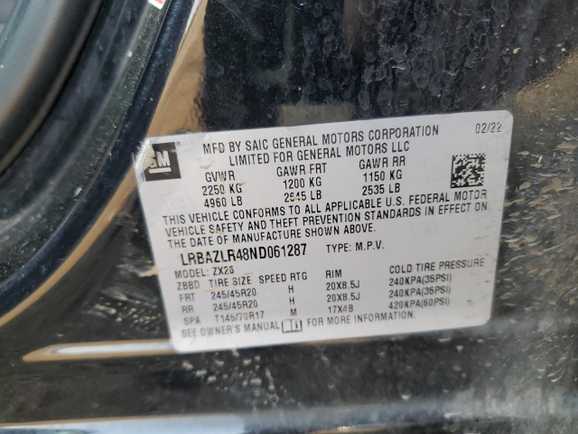 GM
MFD BY SAIC GENERAL MOTORS CORPORATION 02/22
LIMITED FOR GENERAL MOTORS LLC
GVWR GAWR FRT GAWR RR
2250 KG 1200 KG 1150 KG
4960 LB 2645 LB 2535 LB
THIS VEHICLE CONFORMS TO ALL APPLICABLE U.S. FEDERAL MOTOR
VEHICLE SAFETY AND THEFT PREVENTION STANDARDS IN EFFECT ON
THE DATE OF MANUFACTURE SHOWN ABOVE.
LRBAZLR48ND061287 TYPE: M.P.V.
MODEL: ZX26
ZBBD TIRE SIZE SPEED RTG RIM COLD TIRE PRESSURE
FRT 245/45R20 H 20X8.5J 240KPA(35PSI)
RR 245/45R20 H 20X8.5J 240KPA(35PSI)
SPA T145/70R17 M 17X4B 420KPA(60PSI)
SEE OWNER'S MANUAL FOR MORE INFORMATION.